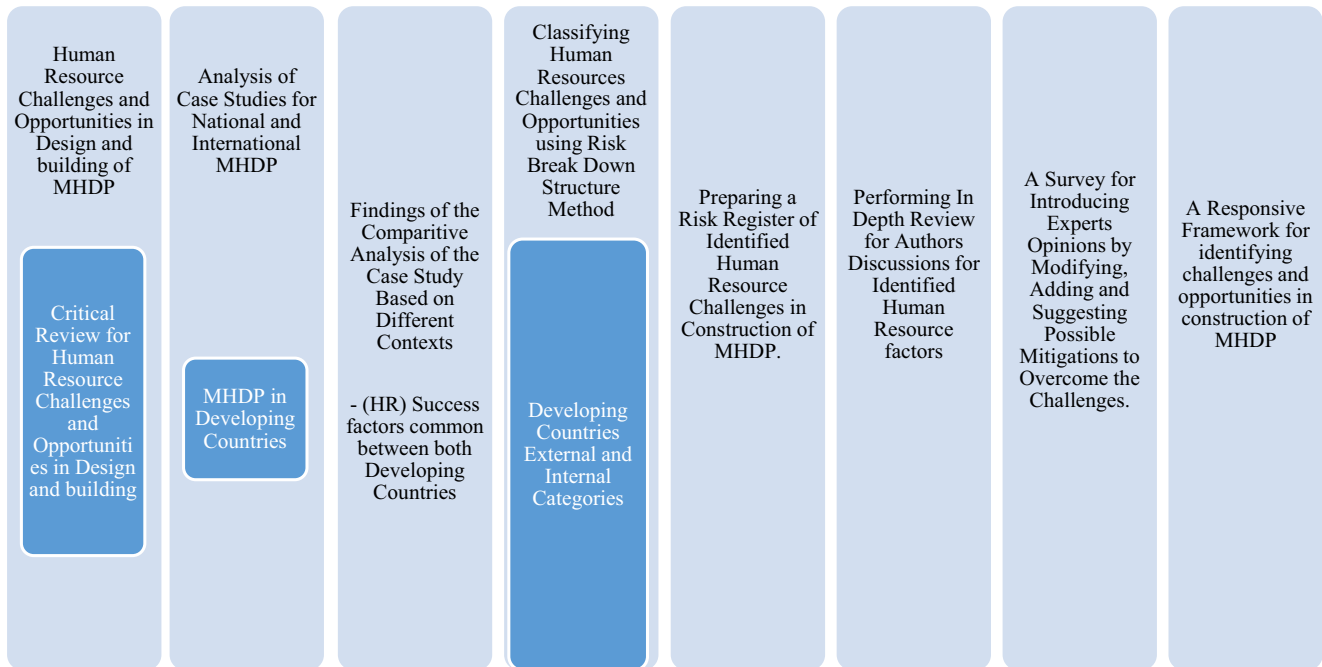 Human
Resource
Challenges and
Opportunities in
Design and
building of
MHDP
Critical
Review for
Human
Resource
Challenges
and
Opportuniti
es in Design
and building
Analysis of
Case Studies for
National and
International
MHDP
MHDP in
Developing
Countries
Findings of the
Comparitive
Analysis of the
Case Study
Based on
Different
Contexts
- (HR) Success
factors common
between both
Developing
Countries
Classifying
Human
Resources
Challenges and
Opportunities
using Risk
Break Down
Structure
Method
Developing
Countries
External and
Internal
Categories
Preparing a
Risk Register of
Identified
Human
Resource
Challenges in
Construction of
MHDP.
Performing In
Depth Review
for Authors
Discussions for
Identified
Human
Resource
factors
A Survey for
Introducing
Experts
Opinions by
Modifying,
Adding and
Suggesting
Possible
Mitigations to
Overcome the
Challenges.
A Responsive
Framework for
identifying
challenges and
opportunities in
construction of
MHDP